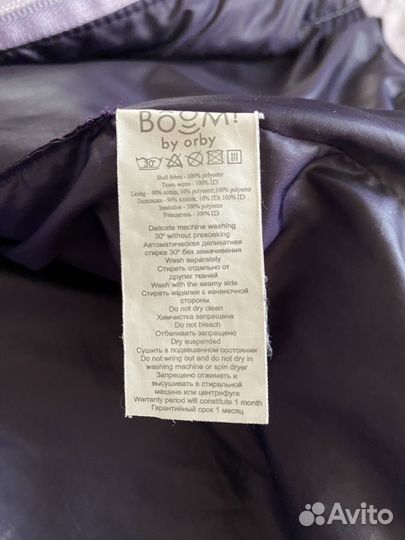 BOOM!
by orby
30°
Shell fabric - 100% polyester
Ткань верха - 100% ПЭ
Lining - 90% cotton, 10% polyester; 100% polyester
Подкладка - 90% хлопок, 10% ПЭ; 100% ПЭ
Insulation - 100% polyester
Утеплитель - 100% ПЭ
Delicate machine washing
30° without presoaking
Автоматическая деликатная
стирка 30° без замачивания
Wash separately
Стирать отдельно от
других тканей
Wash with the seamy side
Стирать изделия с изнаночной
стороны
Do not dry clean
Химчистка запрещена
Do not bleach
Отбеливать запрещено
Dry suspended
Сушить в подвешенном состоянии
Do not wring out and do not dry in
washing machine or spin dryer
Запрещено отжимать и
высушивать в стиральной
машине или центрифуге
Warranty period will constitute 1 month
Гарантийный срок 1 месяц
Avito